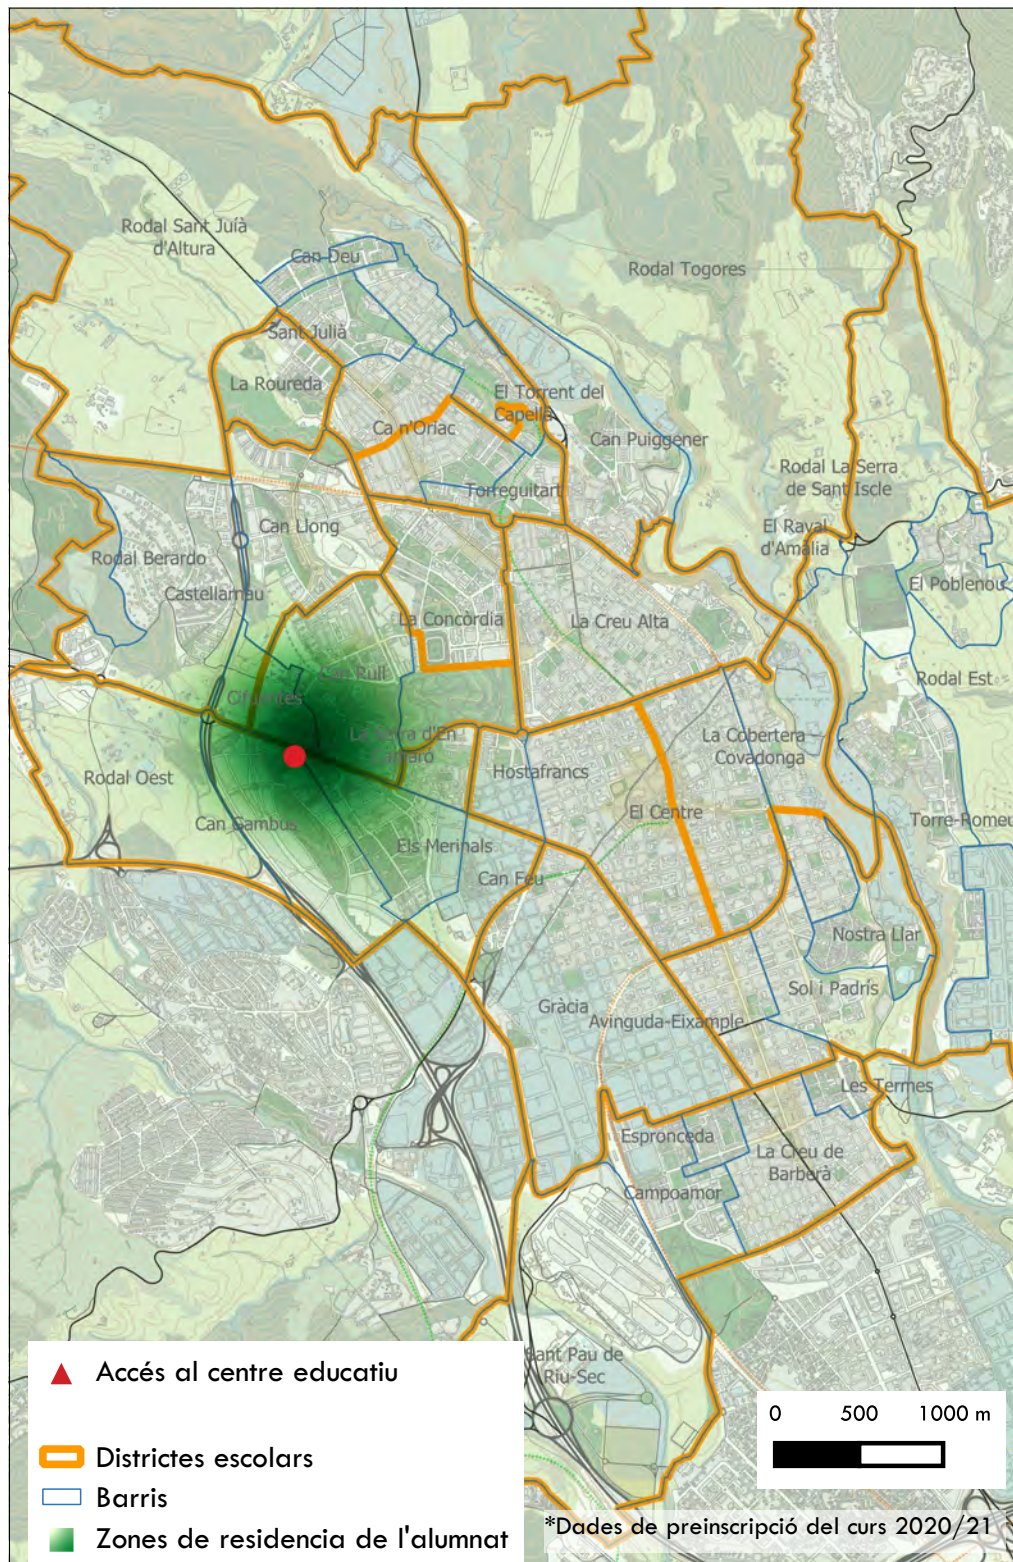 Rodal Sant Juíà
d'Altura
Can Deu
Rodal Togores
Sant Julià
La Roureda
El Torrent del
Capellà
Ca n'Oriac
Can Puiggener
Rodal La Serra
de Sant Iscle
Torreguitart
Can Llong
El Raval
d'Amàlia
Rodal Berardo
El Poblenou
Castellarnau
La Concòrdia
La Creu Alta
Can Rull
Rodal Est
Cifuentes
La Serra d'En
Camaró
La Cobertera
Covadonga
Rodal Oest
Hostafrancs
El Centre
Can Gambús
Torre-Romeu
Els Merinals
Can Feu
Nostra Llar
Sol i Padrís
Gràcia
Avinguda-Eixample
Les Termes
Espronceda
La Creu de
Barberà
Campoamor
Sant Pau de
Riu-Sec
Accés al centre educatiu
Districtes escolars
Barris
Zones de residencia de l'alumnat
0 500 1000 m
*Dades de preinscripció del curs 2020/21